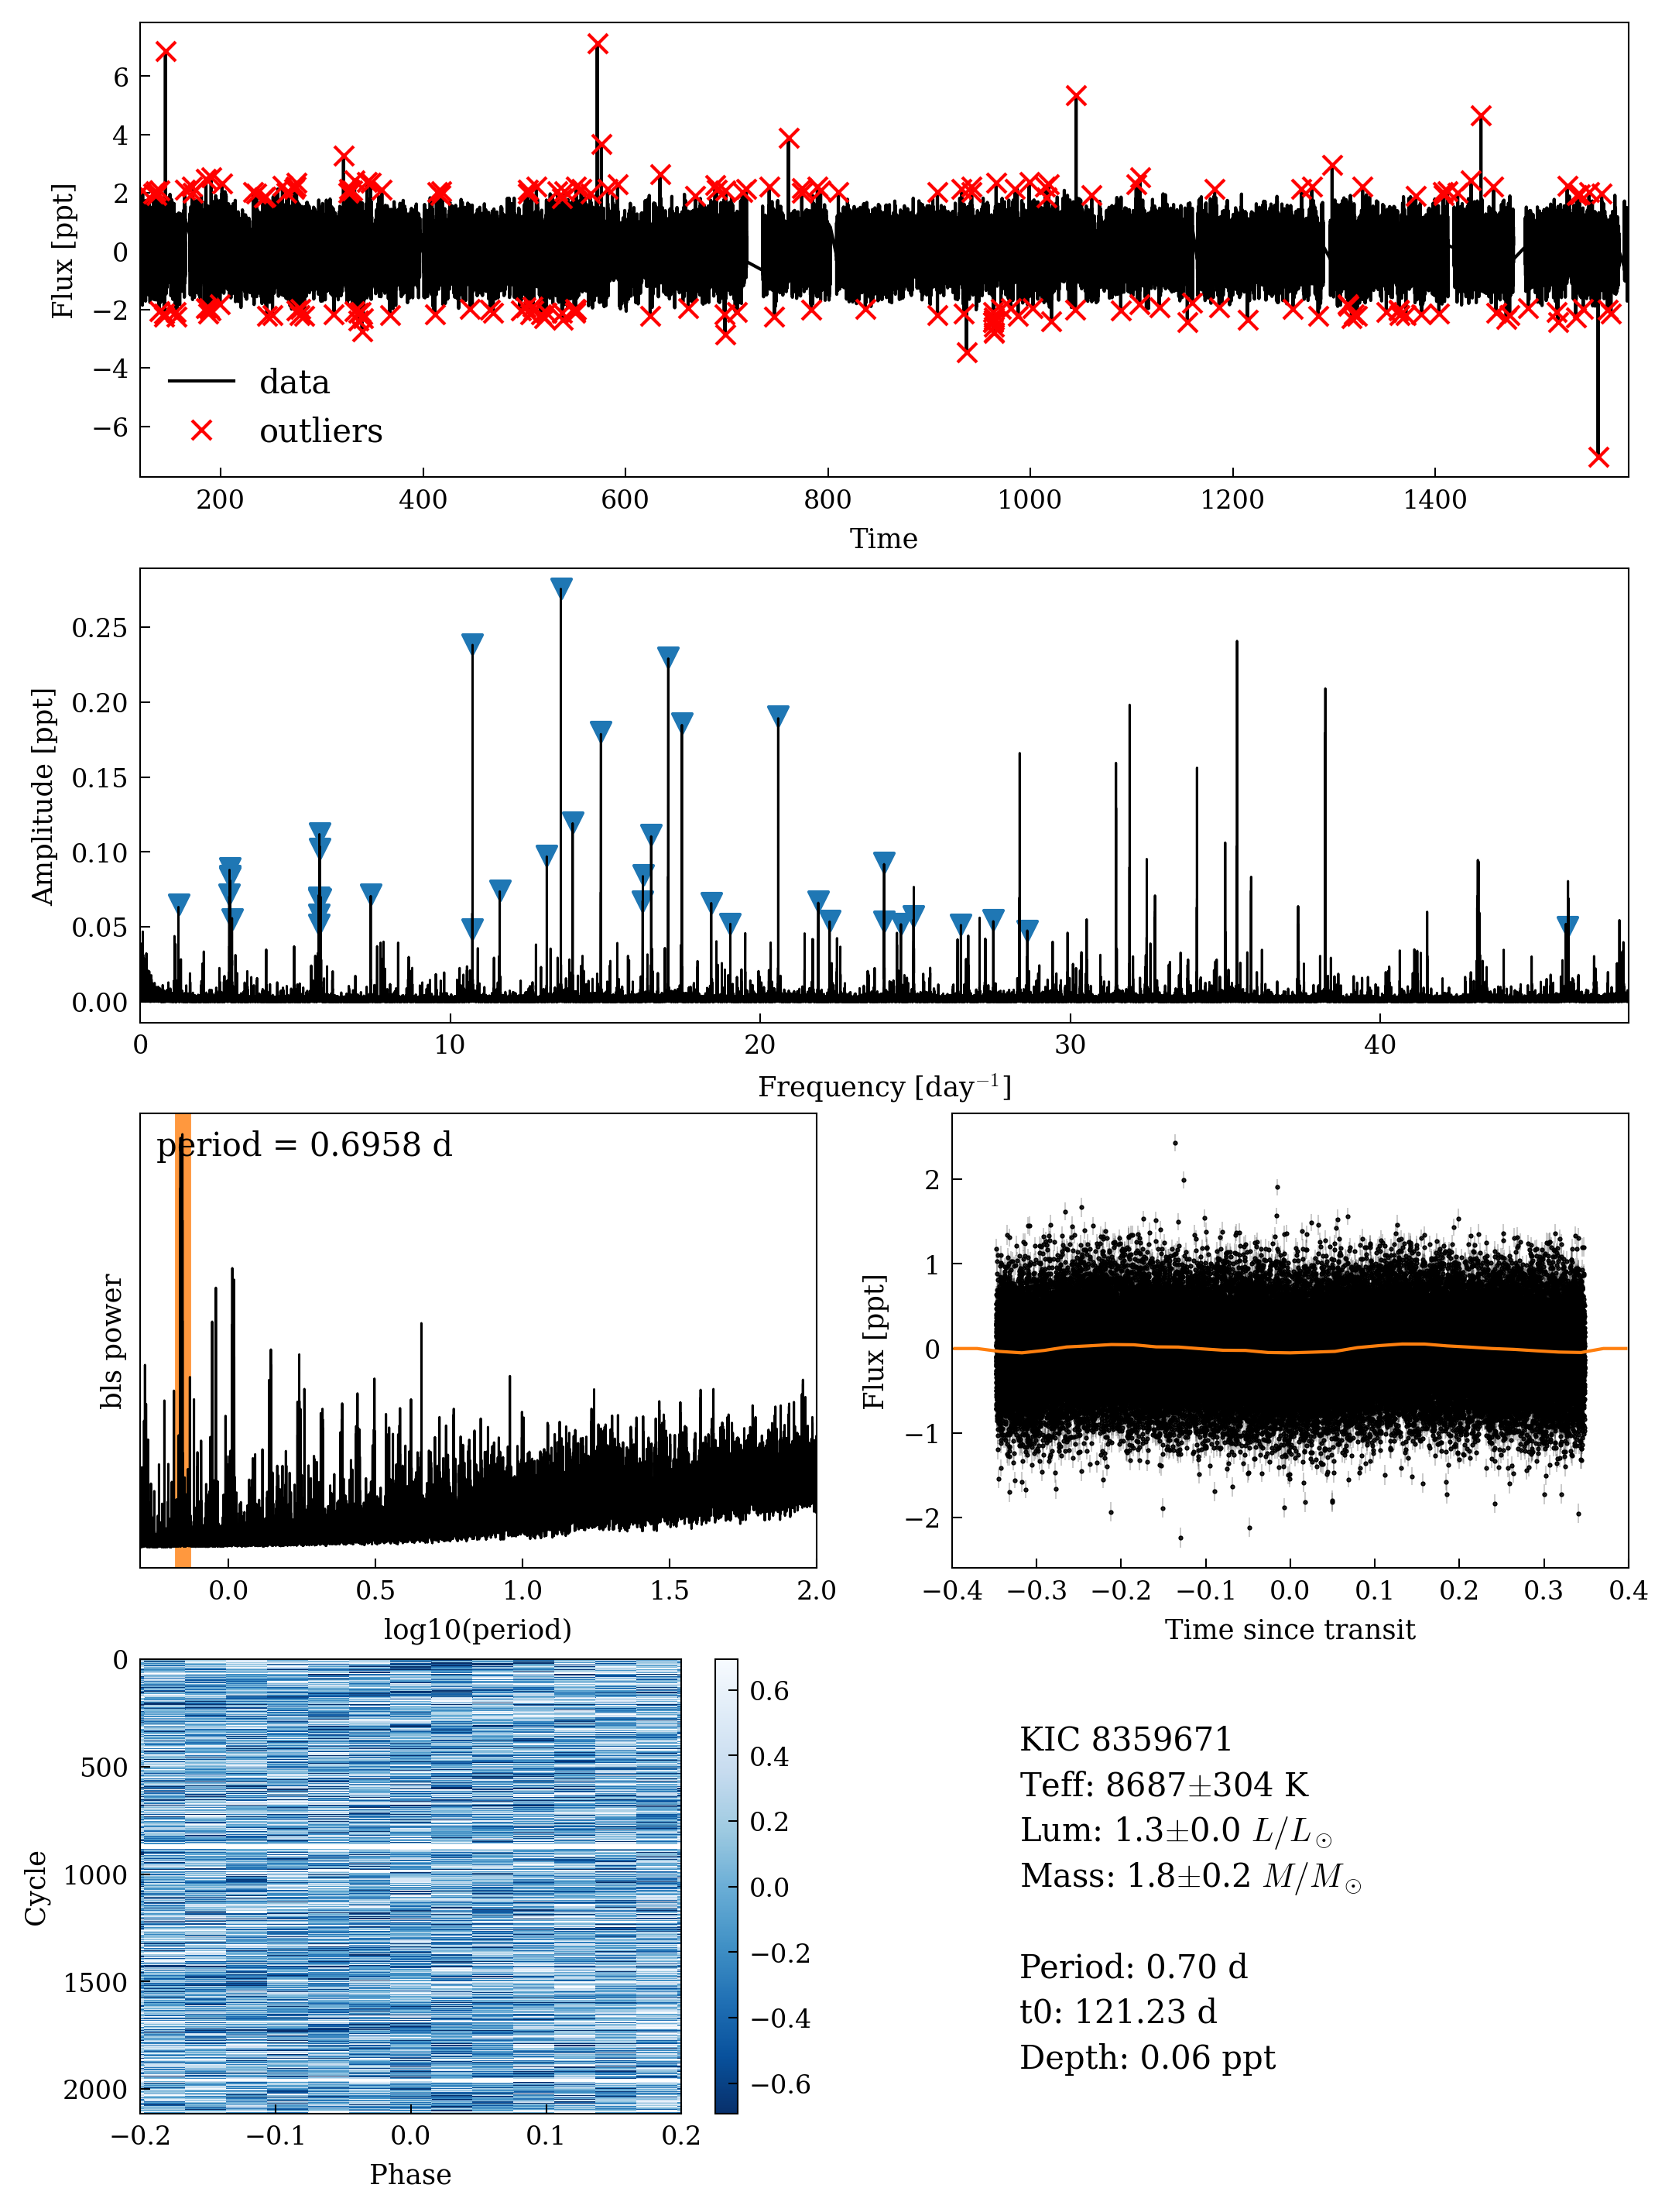 6
4
2
0
−2
−4
−6
Flux [ppt]
data
outliers
200 400 600 800 1000 1200 1400
Time
0.25
0.20
0.15
0.10
0.05
0.00
Amplitude [ppt]
0 10 20 30 40
Frequency [day⁻¹]
period = 0.6958 d
bls power
0.0 0.5 1.0 1.5 2.0
log10(period)
2
1
0
−1
−2
Flux [ppt]
−0.4 −0.3 −0.2 −0.1 0.0 0.1 0.2 0.3 0.4
Time since transit
0
500
1000
1500
2000
Cycle
−0.2 −0.1 0.0 0.1 0.2
Phase
0.6
0.4
0.2
0.0
−0.2
−0.4
−0.6
KIC 8359671
Teff: 8687±304 K
Lum: 1.3±0.0 L/L⊙
Mass: 1.8±0.2 M/M⊙
Period: 0.70 d
t0: 121.23 d
Depth: 0.06 ppt